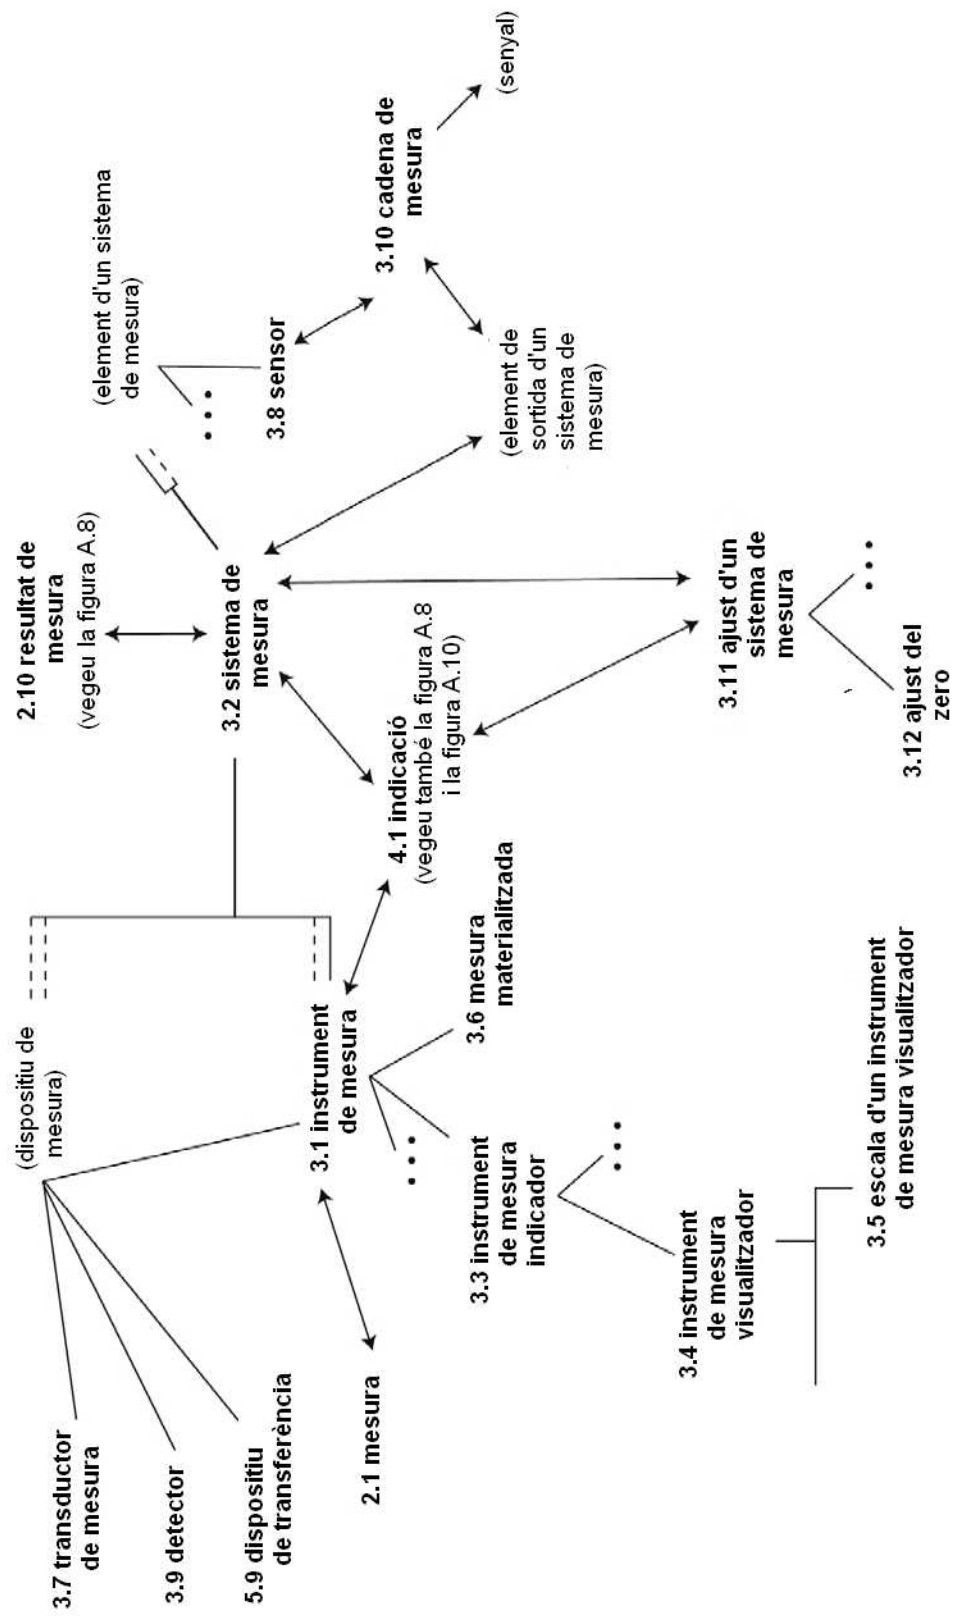 2.10 resultat de
mesura
(vegeu la figura A.8)
(element d'un sistema
de mesura)
(dispositiu de
mesura)
3.7 transductor
de mesura
3.9 detector
5.9 dispositiu
de transferència
3.2 sistema de
mesura
3.8 sensor
3.10 cadena de
mesura
(senyal)
3.1 instrument
de mesura
2.1 mesura
4.1 indicació
(vegeu també la figura A.8
i la figura A.10)
(element de
sortida d'un
sistema de
mesura)
3.3 instrument
de mesura
indicador
3.6 mesura
materialitzada
3.4 instrument
de mesura
visualitzador
3.11 ajust d'un
sistema de
mesura
3.5 escala d'un instrument
de mesura visualitzador
3.12 ajust del
zero